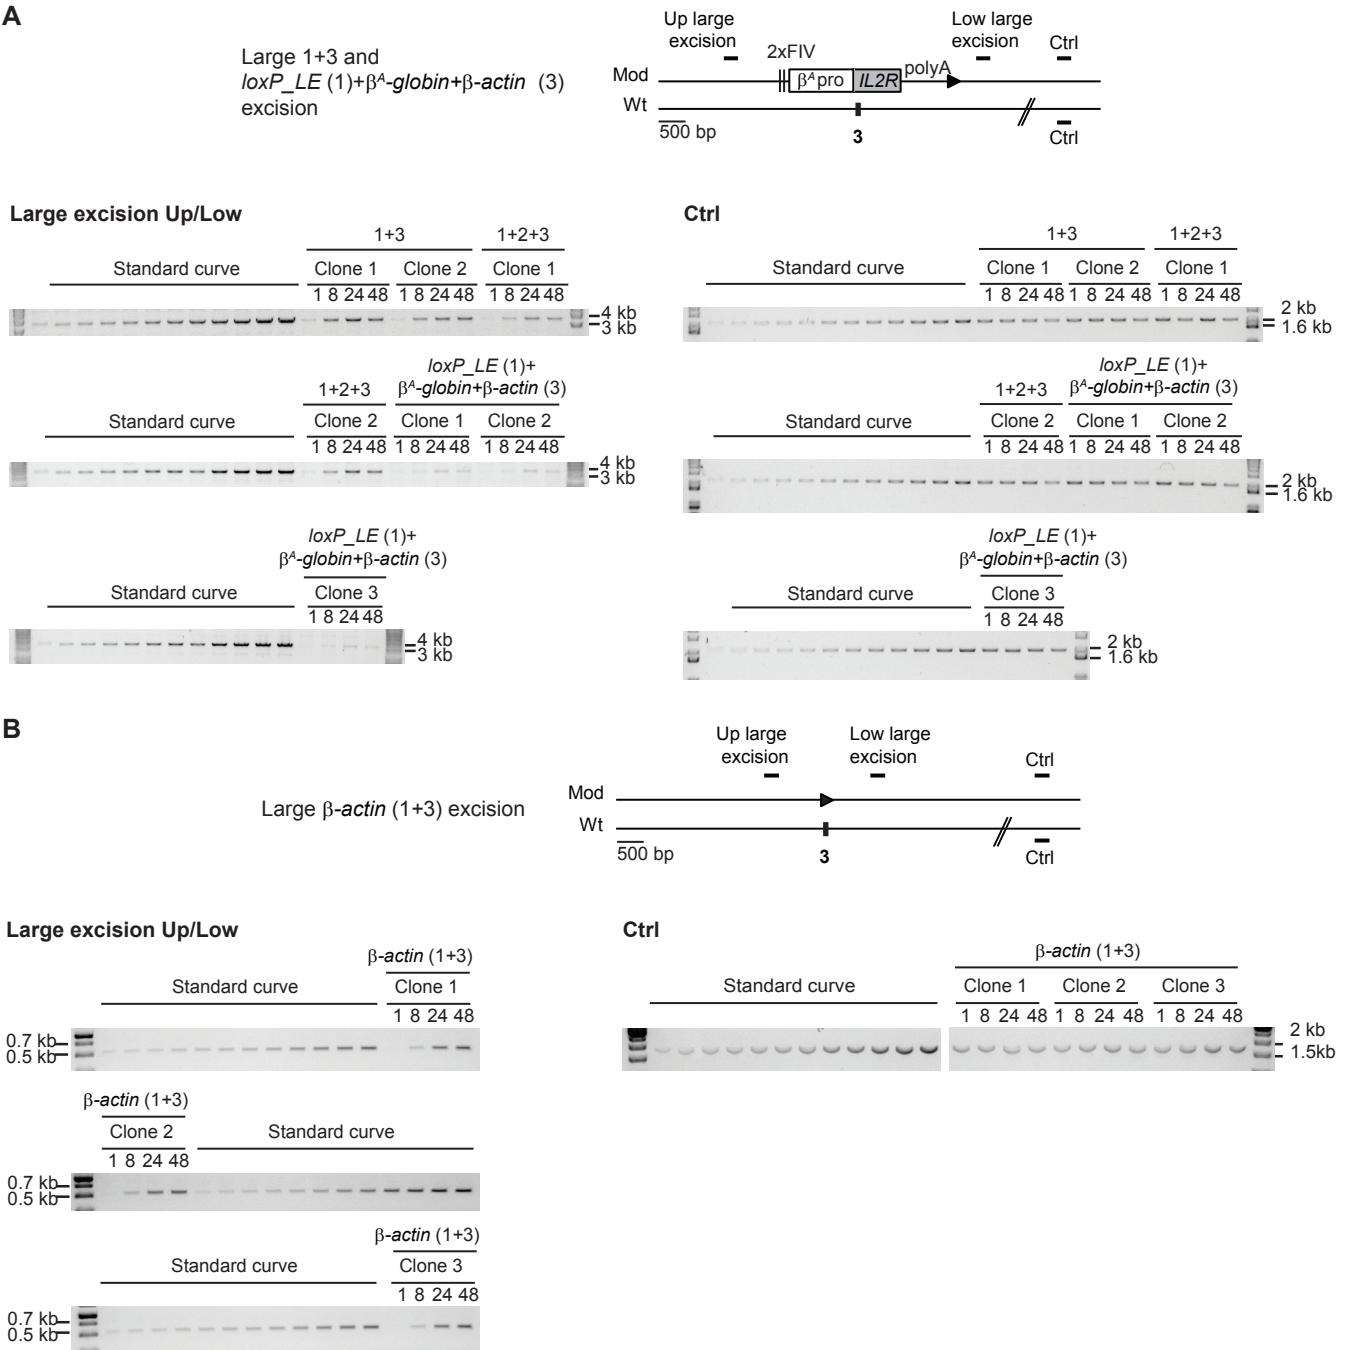 A
Large 1+3 and
loxP_LE (1)+βᴬ-globin+β-actin (3)
excision
Up large
excision
Low large
excision
Ctrl
2xFIV
βᴬ pro
IL2R
polyA
Mod
Wt
500 bp
3
Ctrl
Large excision Up/Low
1+3
1+2+3
Standard curve
Clone 1
Clone 2
Clone 1
1 8 24 48 1 8 24 48 1 8 24 48
4 kb
3 kb
loxP_LE (1)+
1+2+3
βᴬ-globin+β-actin (3)
Standard curve
Clone 2
Clone 1
Clone 2
1 8 24 48 1 8 24 48 1 8 24 48
4 kb
3 kb
loxP_LE (1)+
βᴬ-globin+β-actin (3)
Standard curve
Clone 3
1 8 24 48
4 kb
3 kb
Ctrl
1+3
1+2+3
Standard curve
Clone 1
Clone 2
Clone 1
1 8 24 48 1 8 24 48 1 8 24 48
2 kb
1.6 kb
loxP_LE (1)+
1+2+3
βᴬ-globin+β-actin (3)
Standard curve
Clone 2
Clone 1
Clone 2
1 8 24 48 1 8 24 48 1 8 24 48
2 kb
1.6 kb
loxP_LE (1)+
βᴬ-globin+β-actin (3)
Standard curve
Clone 3
1 8 24 48
2 kb
1.6 kb
B
Large β-actin (1+3) excision
Up large
excision
Low large
excision
Ctrl
Mod
Wt
500 bp
3
Ctrl
Large excision Up/Low
β-actin (1+3)
Standard curve
Clone 1
1 8 24 48
0.7 kb
0.5 kb
β-actin (1+3)
Clone 2
Standard curve
1 8 24 48
0.7 kb
0.5 kb
β-actin (1+3)
Standard curve
Clone 3
1 8 24 48
0.7 kb
0.5 kb
Ctrl
β-actin (1+3)
Standard curve
Clone 1
Clone 2
Clone 3
1 8 24 48 1 8 24 48 1 8 24 48
2 kb
1.5kb